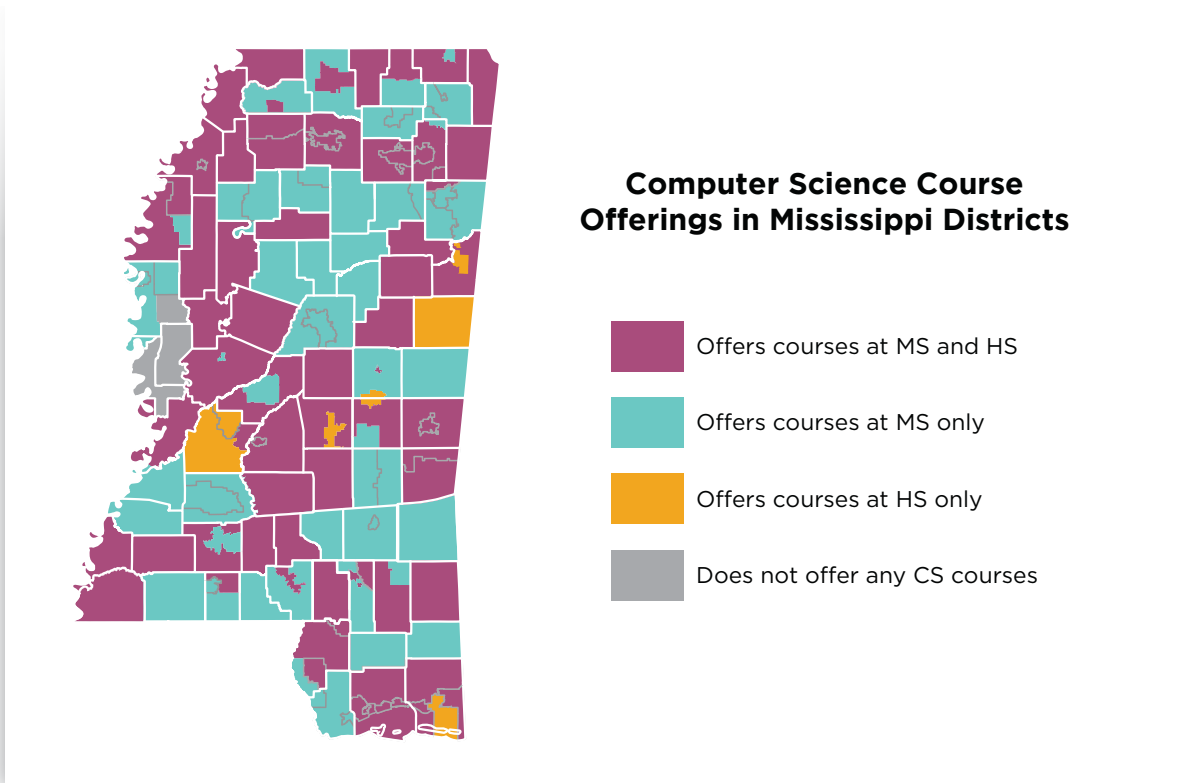 Computer Science Course
Offerings in Mississippi Districts
Offers courses at MS and HS
Offers courses at MS only
Offers courses at HS only
Does not offer any CS courses